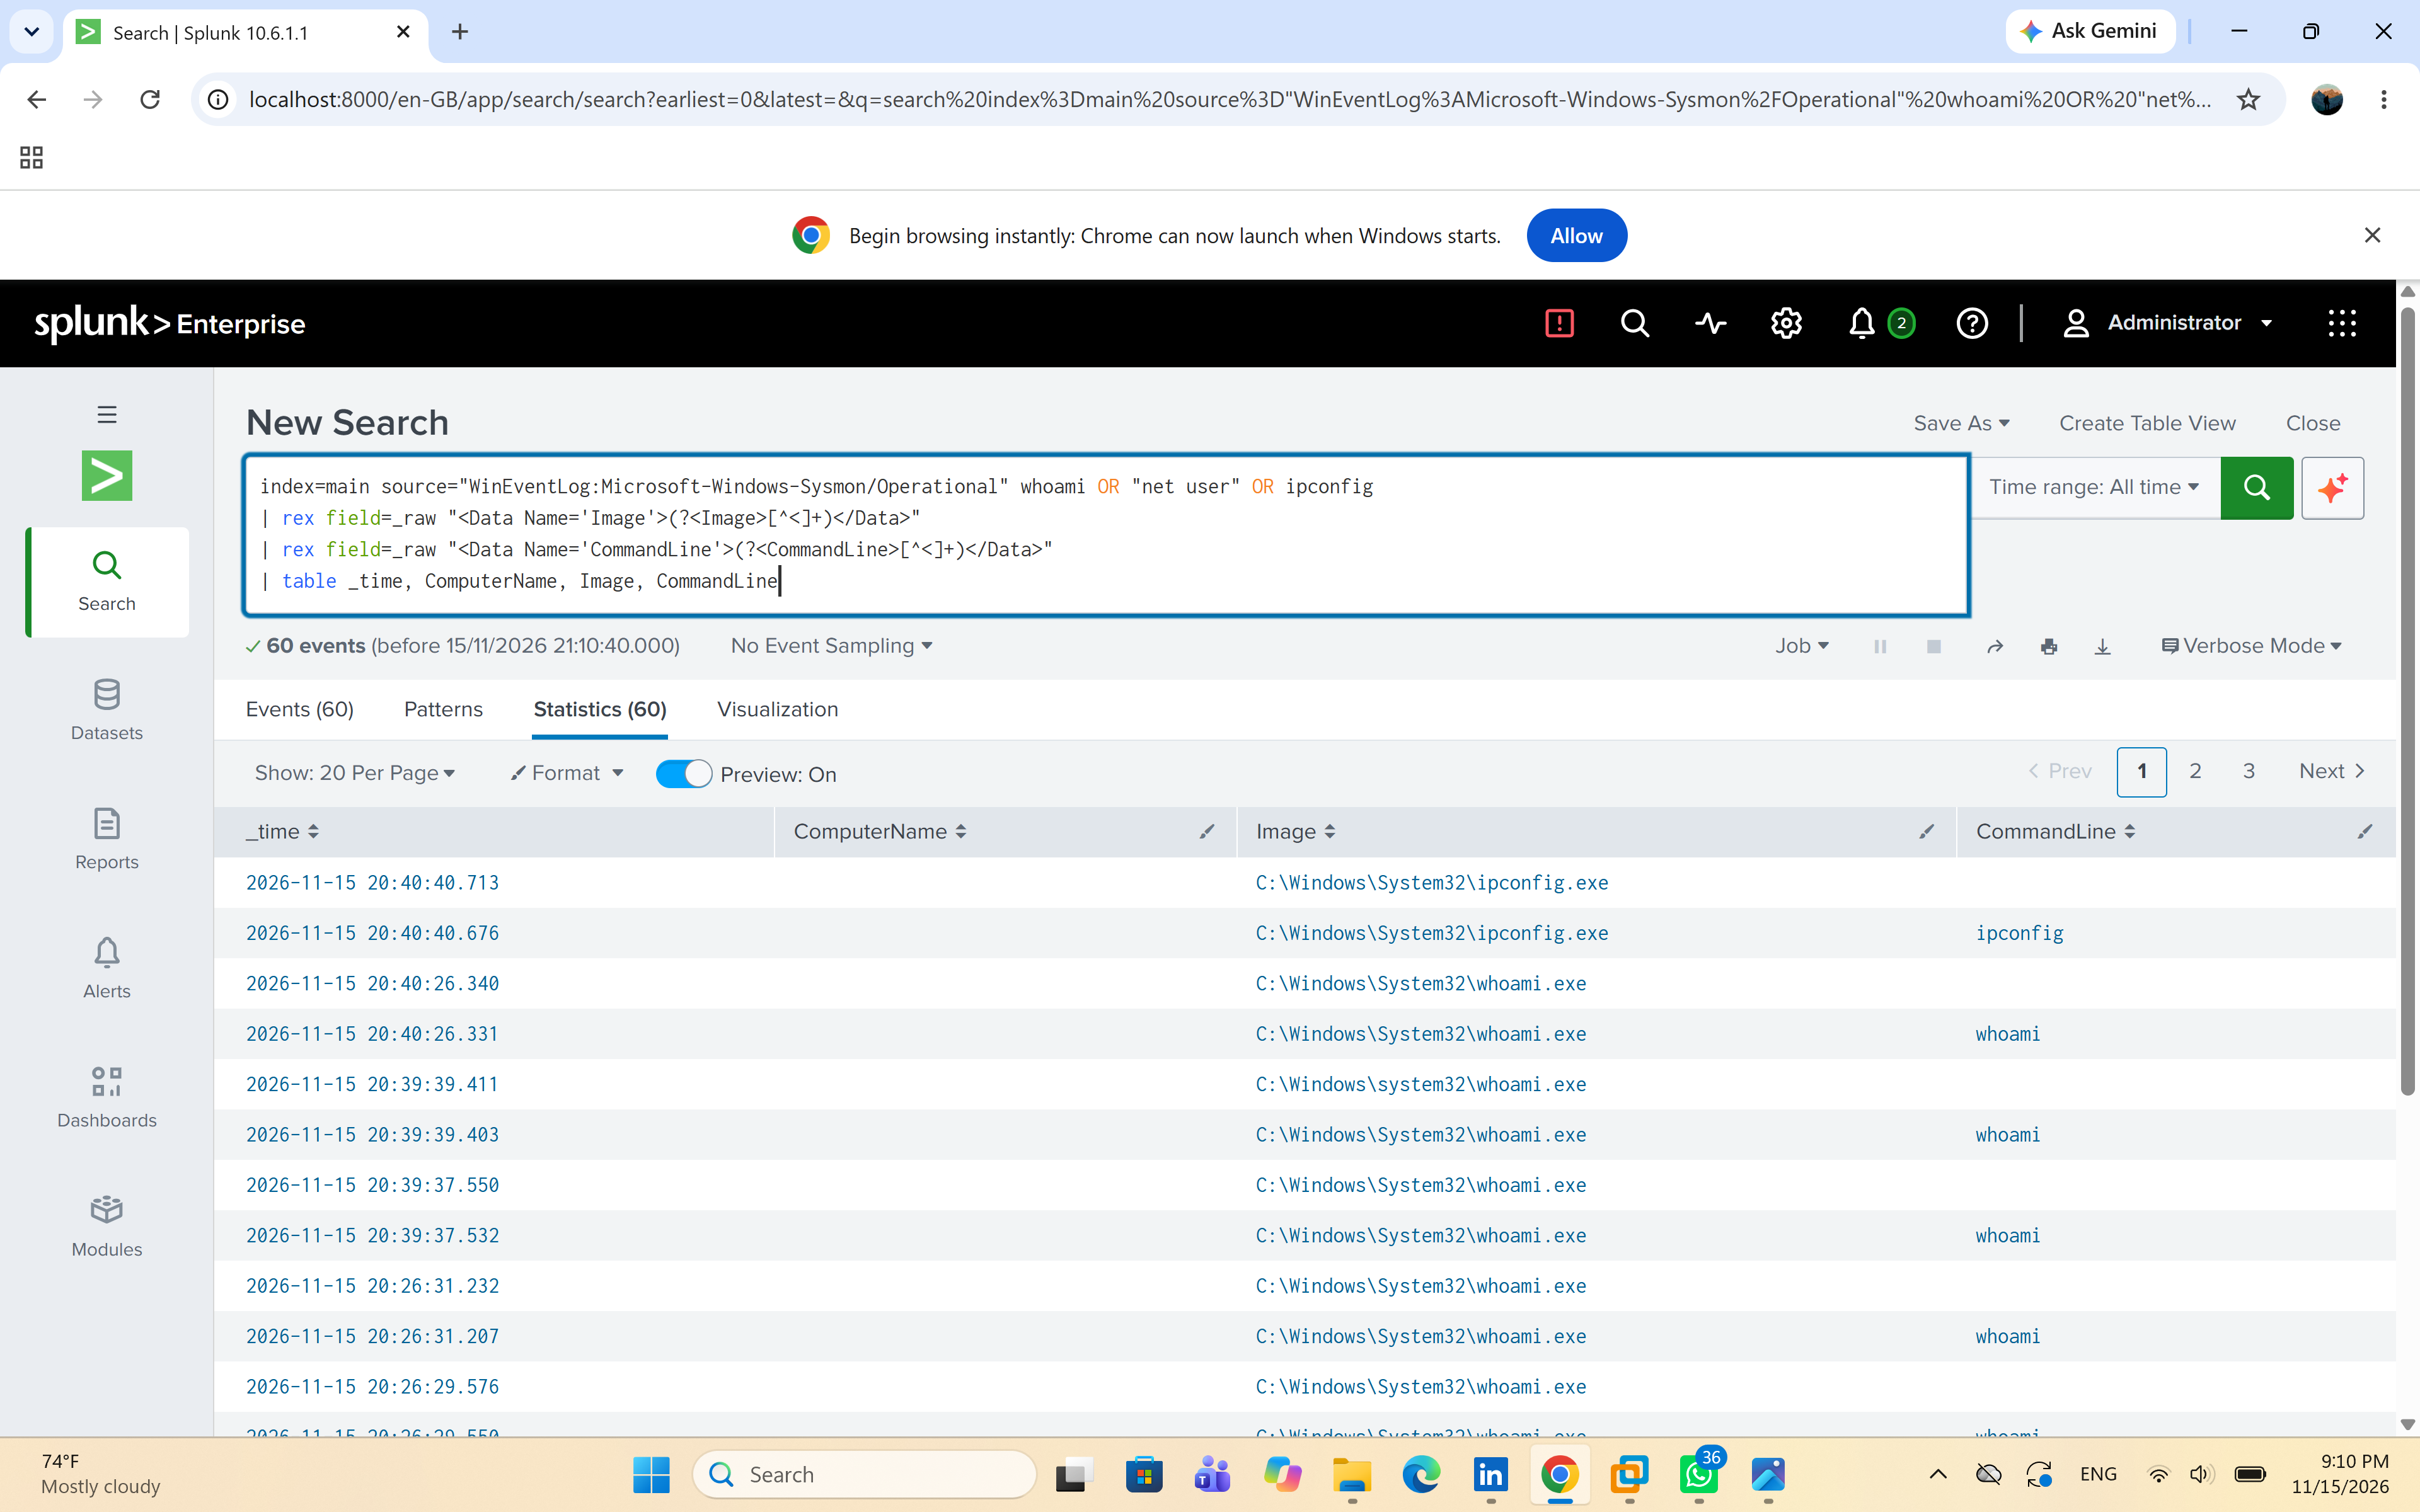 Search | Splunk 10.6.1.1
Ask Gemini
localhost:8000/en-GB/app/search/search?earliest=0&latest=&q=search%20index%3Dmain%20source%3D"WinEventLog%3AMicrosoft-Windows-Sysmon%2FOperational"%20whoami%20OR%20"net%...
Begin browsing instantly: Chrome can now launch when Windows starts.
Allow
splunk> Enterprise
2
Administrator
New Search
Save As
Create Table View
Close
index=main source="WinEventLog:Microsoft-Windows-Sysmon/Operational" whoami OR "net user" OR ipconfig
| rex field=_raw "<Data Name='Image'>(?<Image>[^<]+)</Data>"
| rex field=_raw "<Data Name='CommandLine'>(?<CommandLine>[^<]+)</Data>"
| table _time, ComputerName, Image, CommandLine
Time range: All time
Search
Datasets
Reports
Alerts
Dashboards
Modules
60 events (before 15/11/2026 21:10:40.000)
No Event Sampling
Job
Verbose Mode
Events (60)
Patterns
Statistics (60)
Visualization
Show: 20 Per Page
Format
Preview: On
Prev
1
2
3
Next
_time ComputerName Image CommandLine
2026-11-15 20:40:40.713 C:\Windows\System32\ipconfig.exe
2026-11-15 20:40:40.676 C:\Windows\System32\ipconfig.exe ipconfig
2026-11-15 20:40:26.340 C:\Windows\System32\whoami.exe
2026-11-15 20:40:26.331 C:\Windows\System32\whoami.exe whoami
2026-11-15 20:39:39.411 C:\Windows\system32\whoami.exe
2026-11-15 20:39:39.403 C:\Windows\System32\whoami.exe whoami
2026-11-15 20:39:37.550 C:\Windows\System32\whoami.exe
2026-11-15 20:39:37.532 C:\Windows\System32\whoami.exe whoami
2026-11-15 20:26:31.232 C:\Windows\System32\whoami.exe
2026-11-15 20:26:31.207 C:\Windows\System32\whoami.exe whoami
2026-11-15 20:26:29.576 C:\Windows\System32\whoami.exe
2026-11-15 20:26:29.550 C:\Windows\System32\whoami.exe whoami
74°F
Mostly cloudy
Search
36
ENG
9:10 PM
11/15/2026